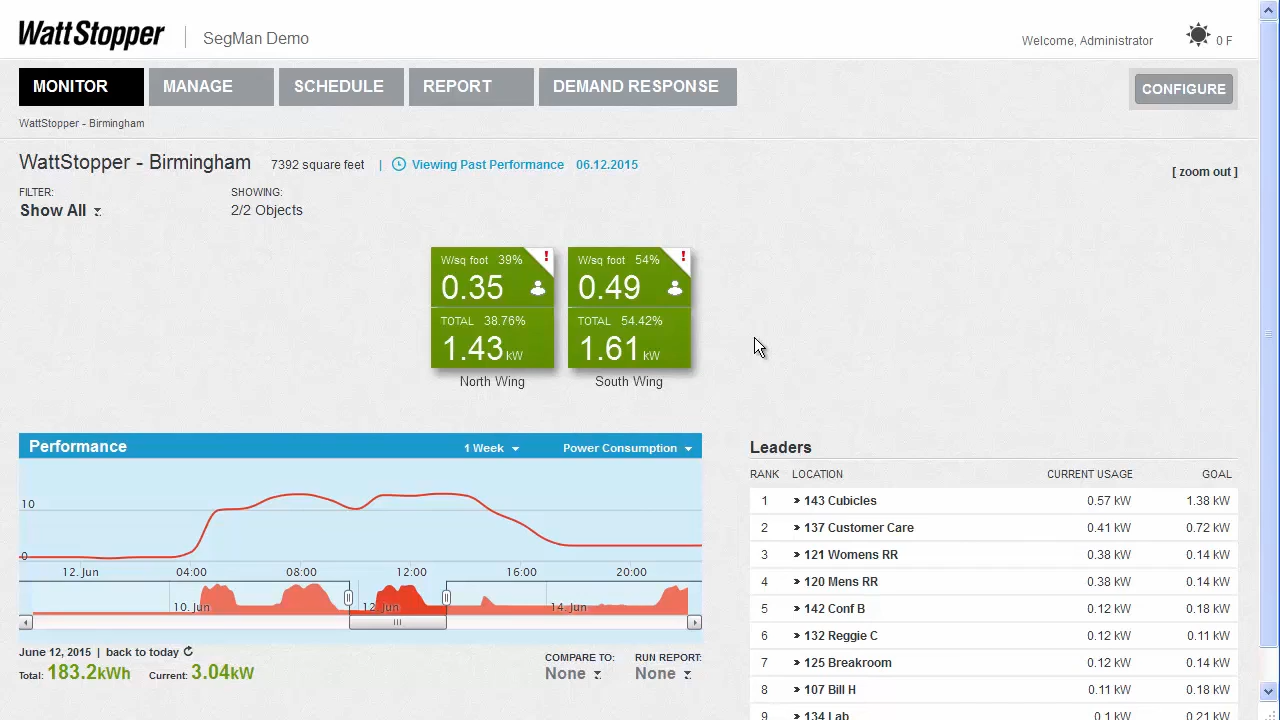 WattStopper | SegMan Demo
Welcome, Administrator 0 F
MONITOR MANAGE SCHEDULE REPORT DEMAND RESPONSE CONFIGURE
WattStopper - Birmingham
WattStopper - Birmingham 7392 square feet | Viewing Past Performance 06.12.2015
[ zoom out ]
FILTER: SHOWING:
Show All 2/2 Objects
W/sq foot 39% ! W/sq foot 54% !
0.35 0.49
TOTAL 38.76% TOTAL 54.42%
1.43 kW 1.61 kW
North Wing South Wing
Performance 1 Week Power Consumption
10
0
12. Jun 04:00 08:00 12:00 16:00 20:00
10. Jun 12. Jun 14. Jun
June 12, 2015 | back to today
Total: 183.2kWh Current: 3.04kW
COMPARE TO: RUN REPORT:
None None
Leaders
RANK LOCATION CURRENT USAGE GOAL
1 » 143 Cubicles 0.57 kW 1.38 kW
2 » 137 Customer Care 0.41 kW 0.72 kW
3 » 121 Womens RR 0.38 kW 0.14 kW
4 » 120 Mens RR 0.38 kW 0.14 kW
5 » 142 Conf B 0.12 kW 0.18 kW
6 » 132 Reggie C 0.12 kW 0.11 kW
7 » 125 Breakroom 0.12 kW 0.14 kW
8 » 107 Bill H 0.11 kW 0.18 kW
9 » 134 Lab 0.1 kW 0.21 kW